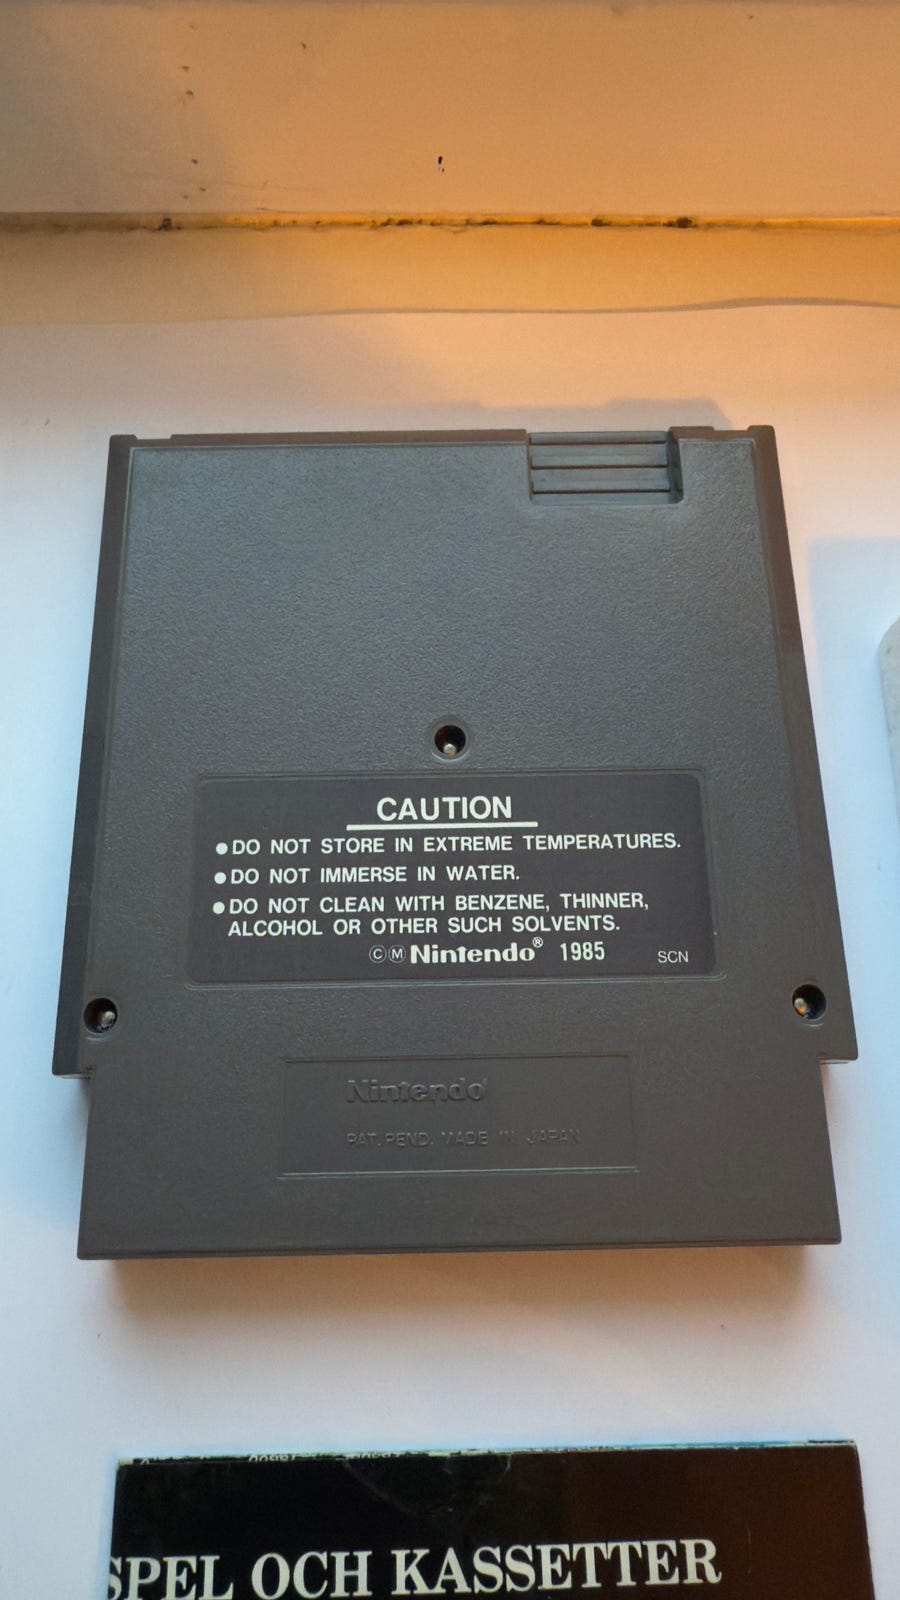 CAUTION
●DO NOT STORE IN EXTREME TEMPERATURES.
●DO NOT IMMERSE IN WATER.
●DO NOT CLEAN WITH BENZENE, THINNER,
ALCOHOL OR OTHER SUCH SOLVENTS.
ⒸⓂ Nintendo® 1985 SCN
Nintendo
PAT. PEND. MADE IN JAPAN
SPEL OCH KASSETTER